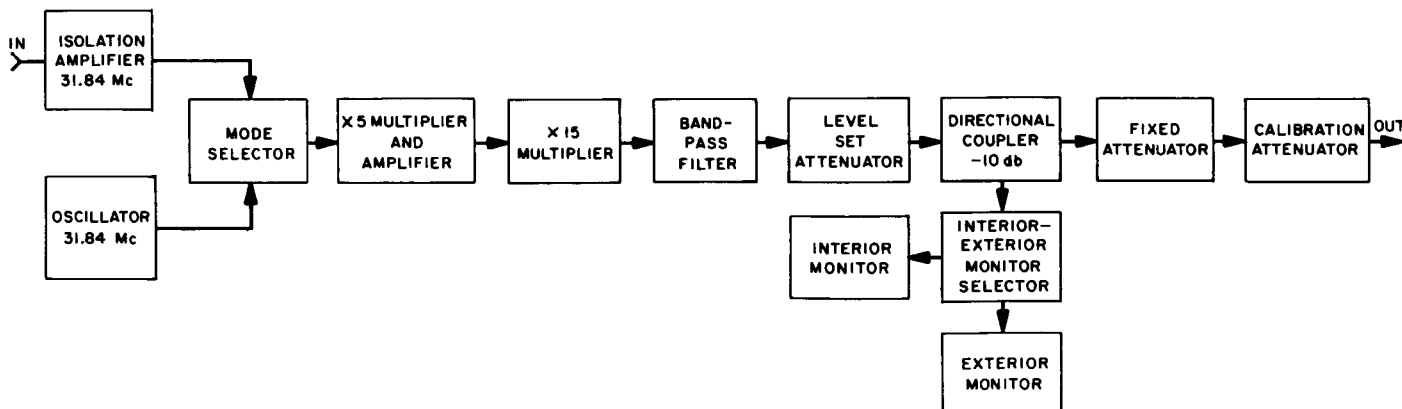 IN
ISOLATION
AMPLIFIER
31.84 Mc
OSCILLATOR
31.84 Mc
MODE
SELECTOR
X 5 MULTIPLIER
AND
AMPLIFIER
X 15
MULTIPLIER
BAND-
PASS
FILTER
LEVEL
SET
ATTENUATOR
DIRECTIONAL
COUPLER
-10 db
FIXED
ATTENUATOR
CALIBRATION
ATTENUATOR
OUT
INTERIOR
MONITOR
INTERIOR-
EXTERIOR
MONITOR
SELECTOR
EXTERIOR
MONITOR